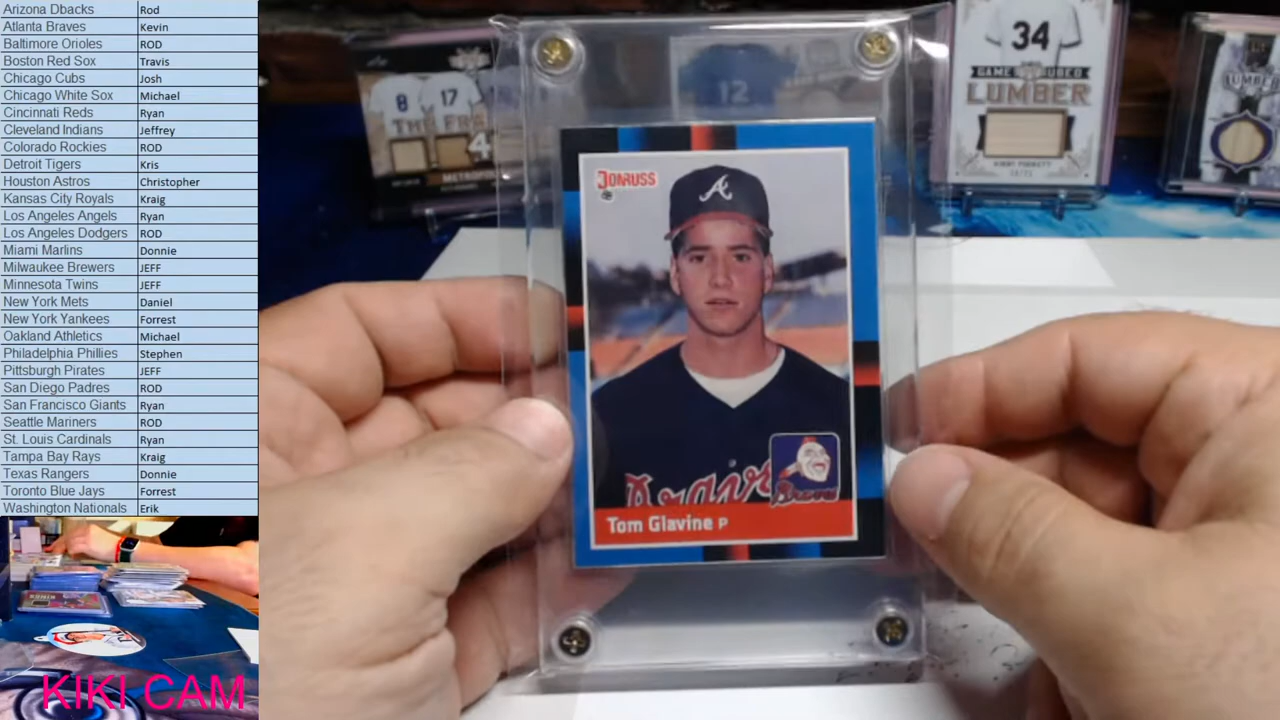 Arizona Dbacks Rod
Atlanta Braves Kevin
Baltimore Orioles ROD
Boston Red Sox Travis
Chicago Cubs Josh
Chicago White Sox Michael
Cincinnati Reds Ryan
Cleveland Indians Jeffrey
Colorado Rockies ROD
Detroit Tigers Kris
Houston Astros Christopher
Kansas City Royals Kraig
Los Angeles Angels Ryan
Los Angeles Dodgers ROD
Miami Marlins Donnie
Milwaukee Brewers JEFF
Minnesota Twins JEFF
New York Mets Daniel
New York Yankees Forrest
Oakland Athletics Michael
Philadelphia Phillies Stephen
Pittsburgh Pirates JEFF
San Diego Padres ROD
San Francisco Giants Ryan
Seattle Mariners ROD
St. Louis Cardinals Ryan
Tampa Bay Rays Kraig
Texas Rangers Donnie
Toronto Blue Jays Forrest
Washington Nationals Erik
KIKI CAM
8 17
4
12
34
GAME USED
LUMBER
KIRBY PUCKETT
LUMBER
DONRUSS
A
Braves
Braves
Tom Glavine P